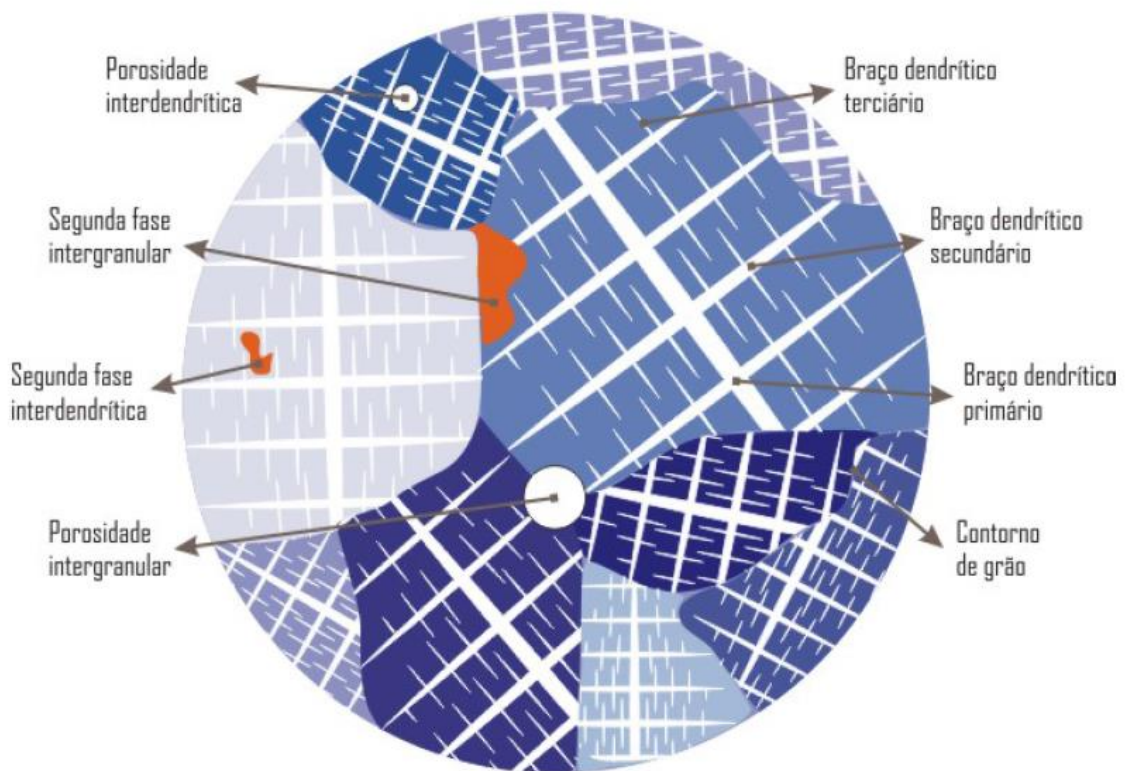 Porosidade
interdendrítica
Segunda fase
intergranular
Segunda fase
interdendrítica
Porosidade
intergranular
Braço dendrítico
terciário
Braço dendrítico
secundário
Braço dendrítico
primário
Contorno
de grão